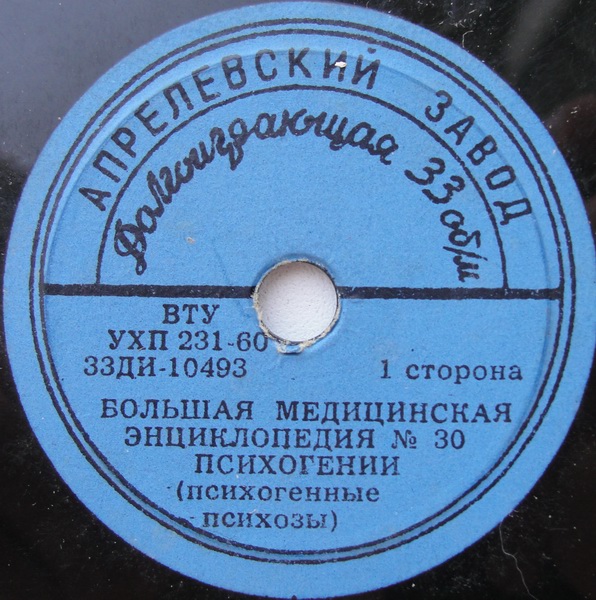 АПРЕЛЕВСКИЙ ЗАВОД
Долгоиграющая 33 об/м
ВТУ
УХП 231-60
33ДИ-10493
1 сторона
БОЛЬШАЯ МЕДИЦИНСКАЯ
ЭНЦИКЛОПЕДИЯ № 30
ПСИХОГЕНИИ
(психогенные
психозы)